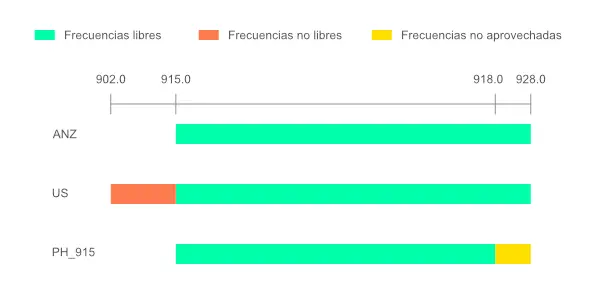 Frecuencias libres Frecuencias no libres Frecuencias no aprovechadas
902.0 915.0 918.0 928.0
ANZ
US
PH_915